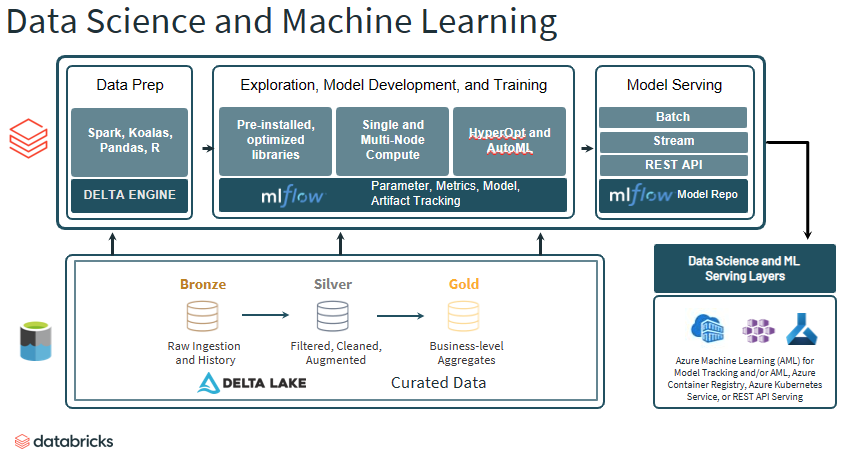 Data Science and Machine Learning
Data Prep
Spark, Koalas,
Pandas, R
DELTA ENGINE
Exploration, Model Development, and Training
Pre-installed,
optimized
libraries
Single and
Multi-Node
Compute
HyperOpt and
AutoML
mlflow
Parameter, Metrics, Model,
Artifact Tracking
Model Serving
Batch
Stream
REST API
mlflow Model Repo
Bronze
Raw Ingestion
and History
Silver
Filtered, Cleaned,
Augmented
Gold
Business-level
Aggregates
DELTA LAKE
Curated Data
Data Science and ML
Serving Layers
Azure Machine Learning (AML) for
Model Tracking and/or AML, Azure
Container Registry, Azure Kubernetes
Service, or REST API Serving
databricks